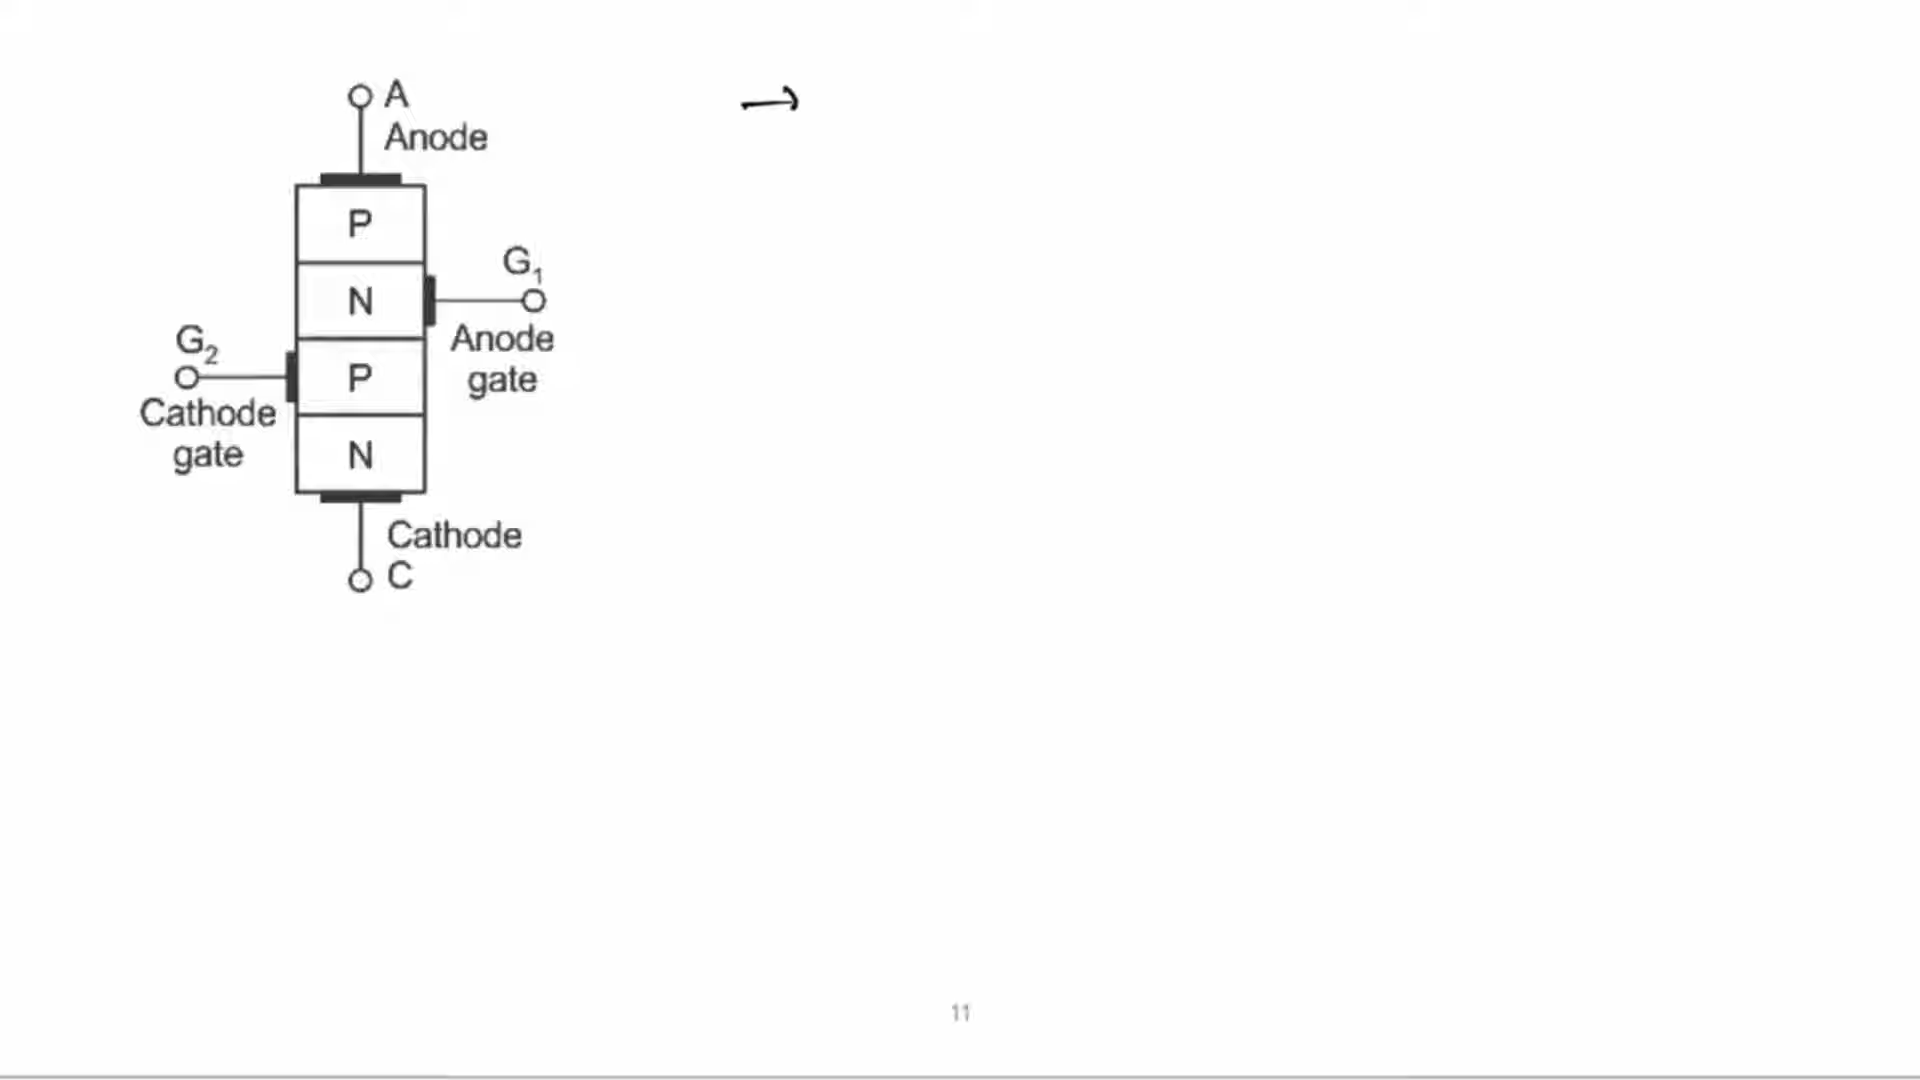 A
Anode
P
G₁
N
Anode
gate
G₂
P
Cathode
gate
N
Cathode
C
11